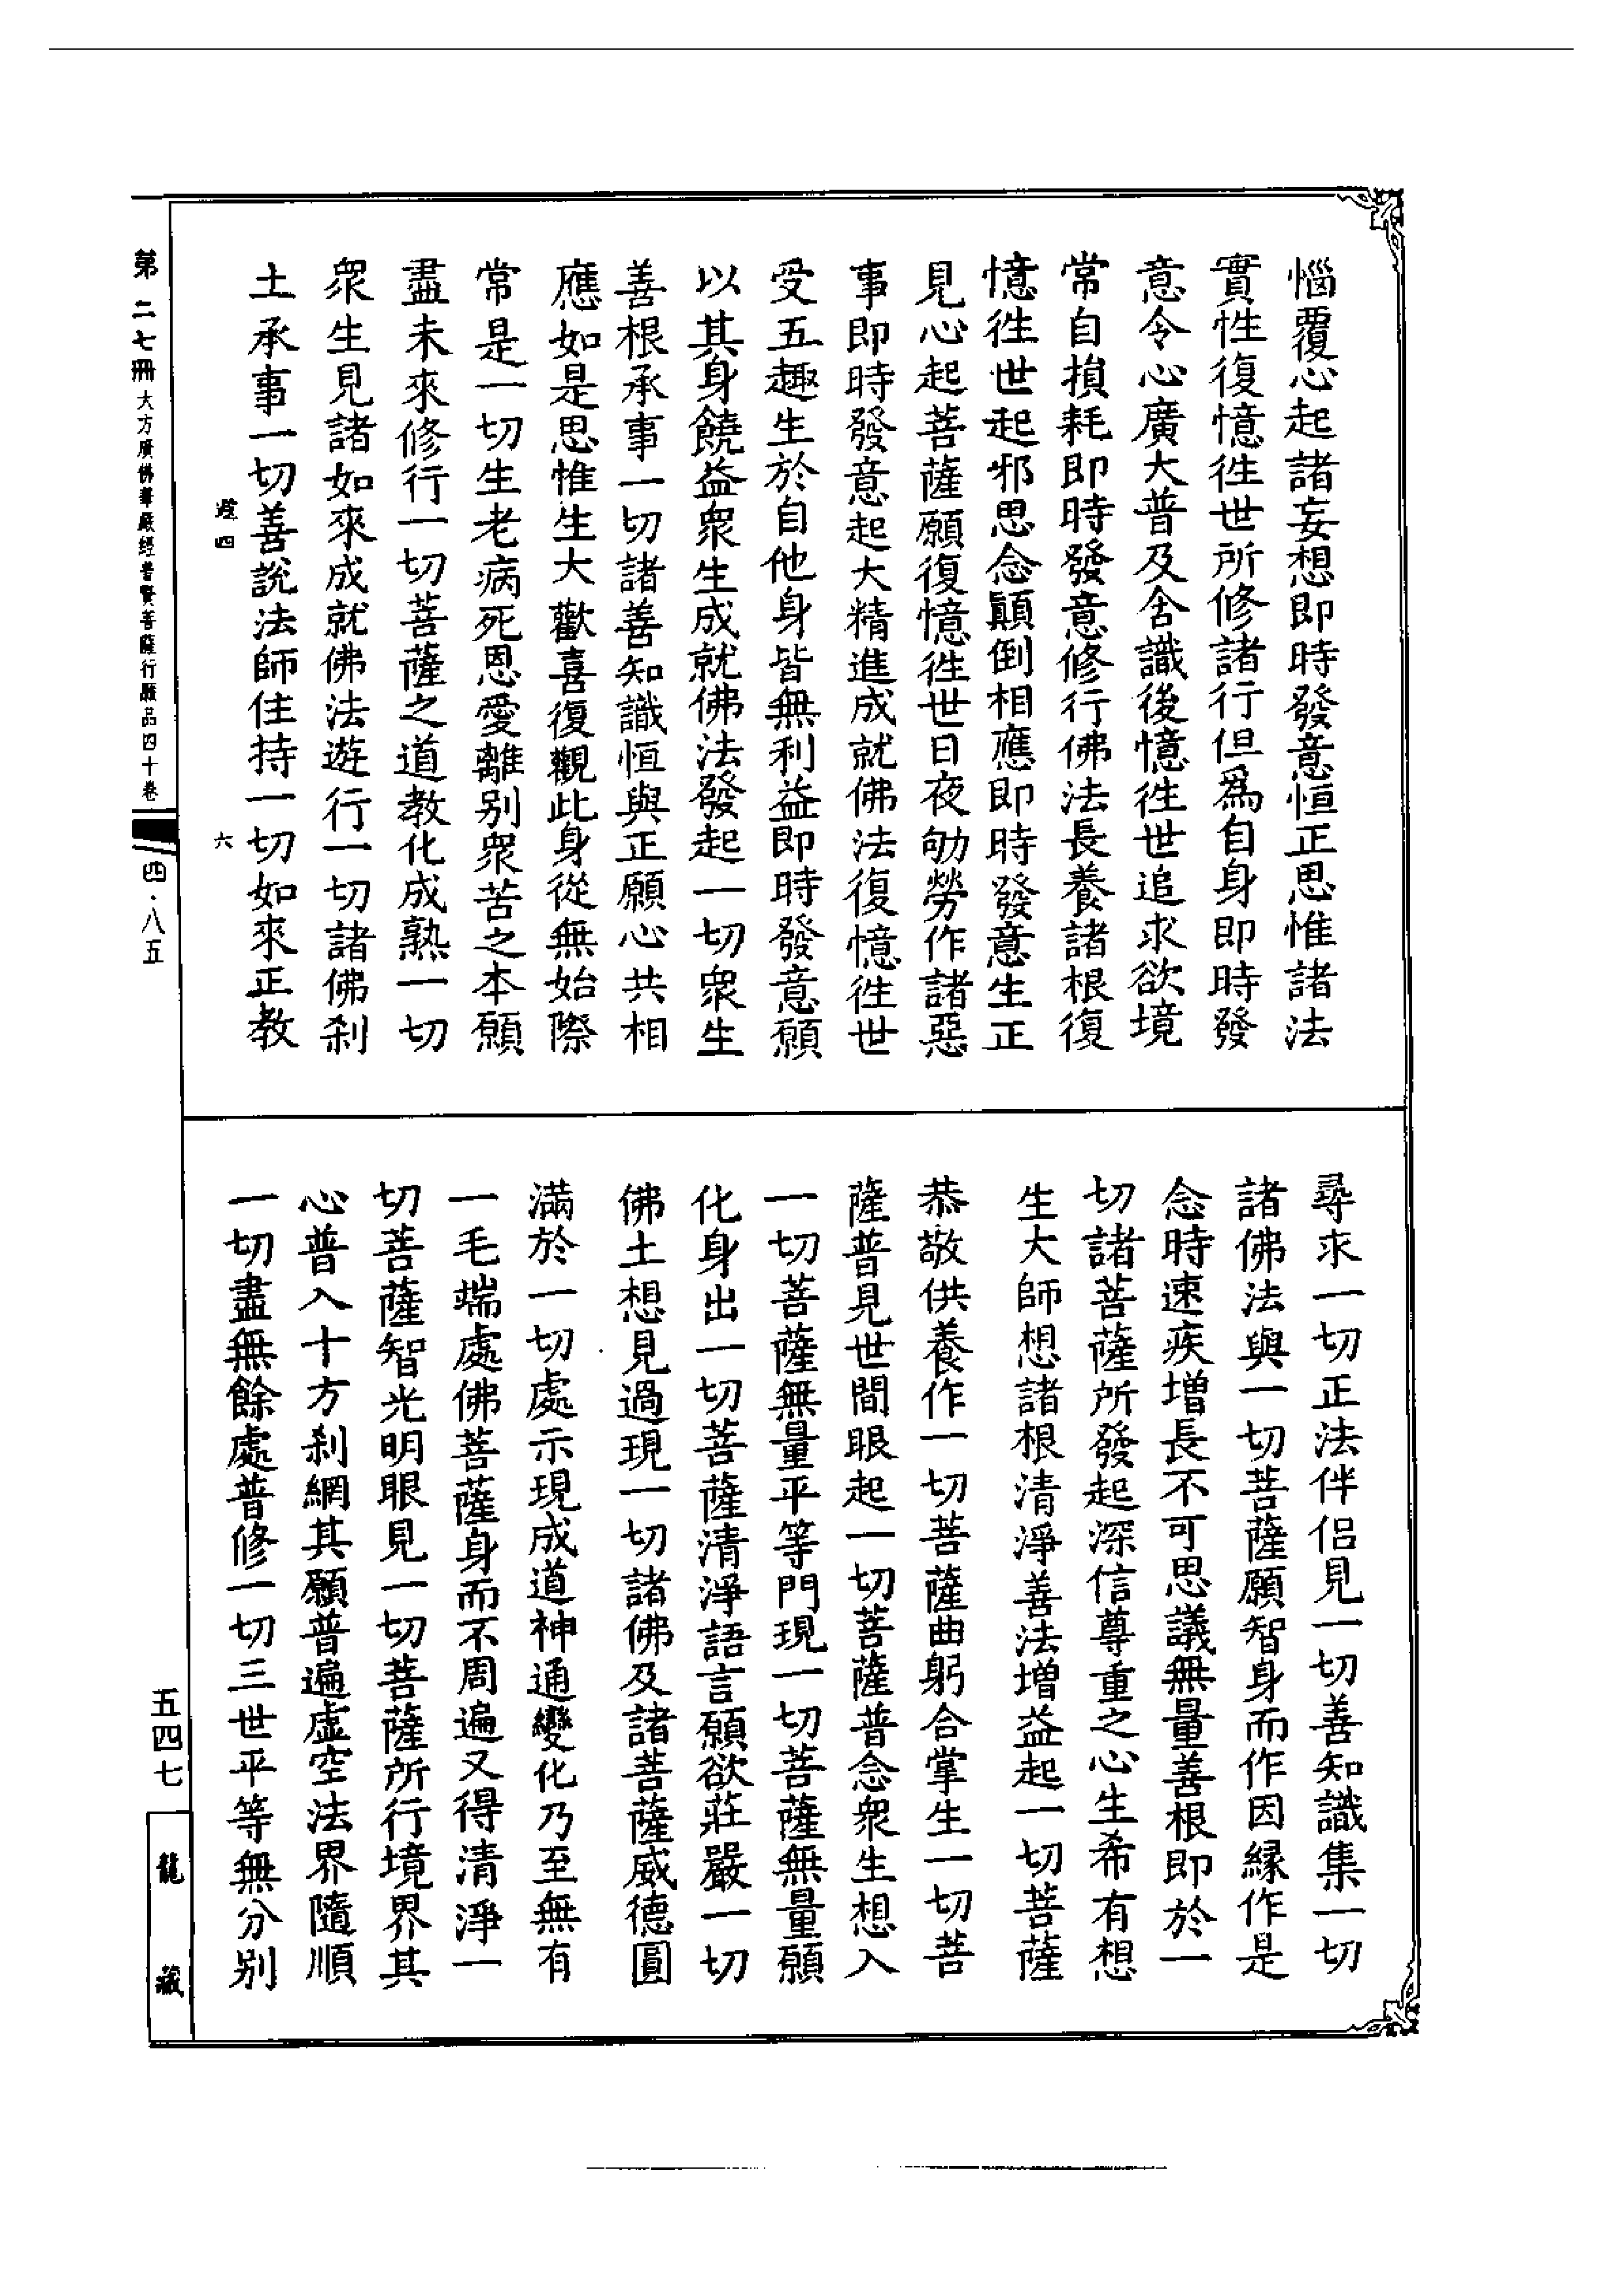 惱覆心起諸妄想即時發意恒正思惟諸法
實性復憶徃世所修諸行但爲自身即時發
意令心廣大普及含識後憶徃世追求欲境
常自損耗即時發意修行佛法長養諸根復
憶徃世起邪思念顚倒相應即時發意生正
見心起菩薩願復憶徃世日夜劬勞作諸惡
事即時發意起大精進成就佛法復憶徃世
受五趣生於自他身皆無利益即時發意願
以其身饒益衆生成就佛法發起一切衆生
善根承事一切諸善知識恒與正願心共相
應如是思惟生大歡喜復觀此身從無始際
常是一切生老病死恩愛離别衆苦之本願
盡未來修行一切菩薩之道教化成熟一切
衆生見諸如來成就佛法遊行一切諸佛刹
土承事一切善說法師住持一切如來正教
尋求一切正法伴侣見一切善知識集一切
諸佛法與一切菩薩願智身而作因緣作是
念時速疾增長不可思議無量善根即於一
切諸菩薩所發起深信尊重之心生希有想
生大師想諸根清淨善法增益起一切菩薩
恭敬供養作一切菩薩曲躬合掌生一切菩
薩普見世間眼起一切菩薩普念衆生想入
一切菩薩無量平等門現一切菩薩無量願
化身出一切菩薩清淨語言願欲莊嚴一切
佛土想見過現一切諸佛及諸菩薩威德圓
滿於一切處示現成道神通變化乃至無有
一毛端處佛菩薩身而不周遍又得清淨一
切菩薩智光明眼見一切菩薩所行境界其
心普入十方刹網其願普遍虛空法界隨順
一切盡無餘處普修一切三世平等無分别
四
六
第二七冊 大方廣佛華嚴經普賢菩薩行願品四十卷
四·八五
五四七
龍藏